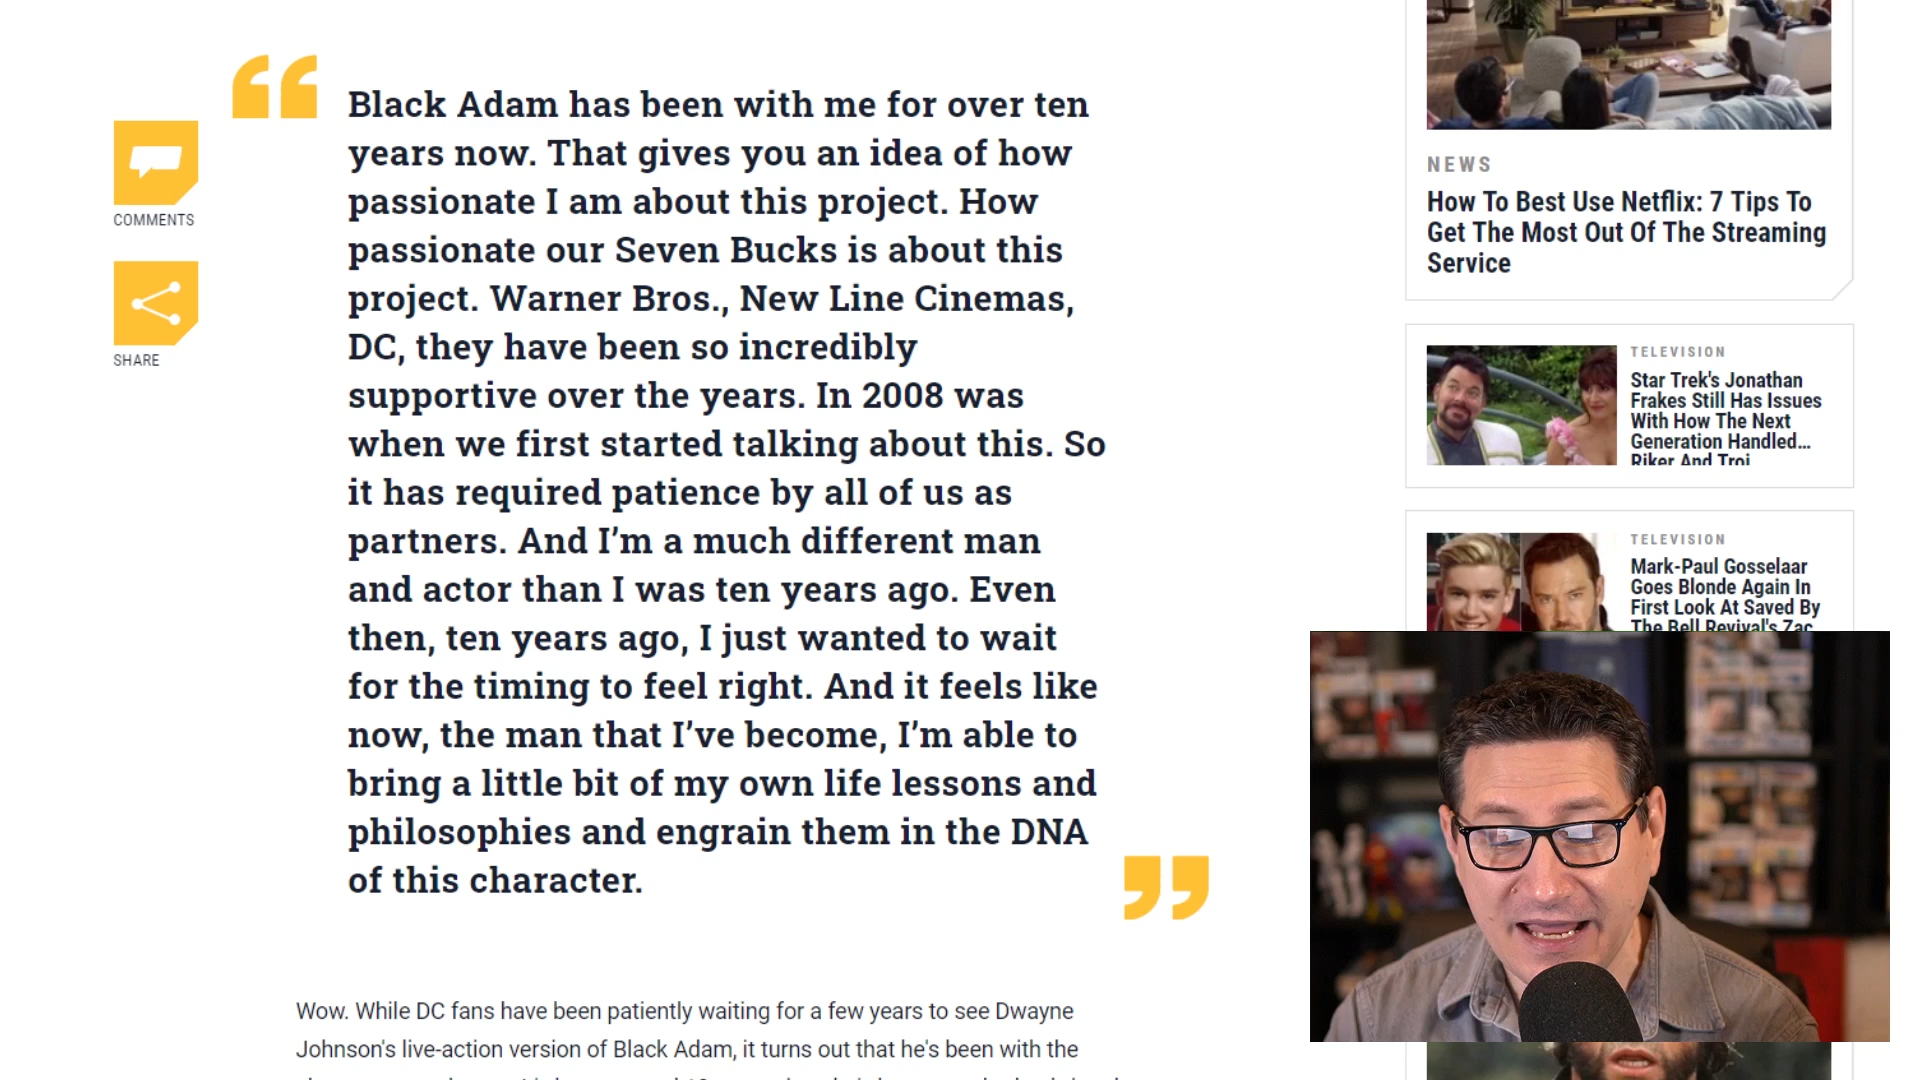 Black Adam has been with me for over ten
years now. That gives you an idea of how
passionate I am about this project. How
passionate our Seven Bucks is about this
project. Warner Bros., New Line Cinemas,
DC, they have been so incredibly
supportive over the years. In 2008 was
when we first started talking about this. So
it has required patience by all of us as
partners. And I’m a much different man
and actor than I was ten years ago. Even
then, ten years ago, I just wanted to wait
for the timing to feel right. And it feels like
now, the man that I’ve become, I’m able to
bring a little bit of my own life lessons and
philosophies and engrain them in the DNA
of this character.
Wow. While DC fans have been patiently waiting for a few years to see Dwayne
Johnson's live-action version of Black Adam, it turns out that he's been with the
COMMENTS
SHARE
NEWS
How To Best Use Netflix: 7 Tips To
Get The Most Out Of The Streaming
Service
TELEVISION
Star Trek's Jonathan
Frakes Still Has Issues
With How The Next
Generation Handled...
Riker And Troi
TELEVISION
Mark-Paul Gosselaar
Goes Blonde Again In
First Look At Saved By
The Bell Revival's Zac